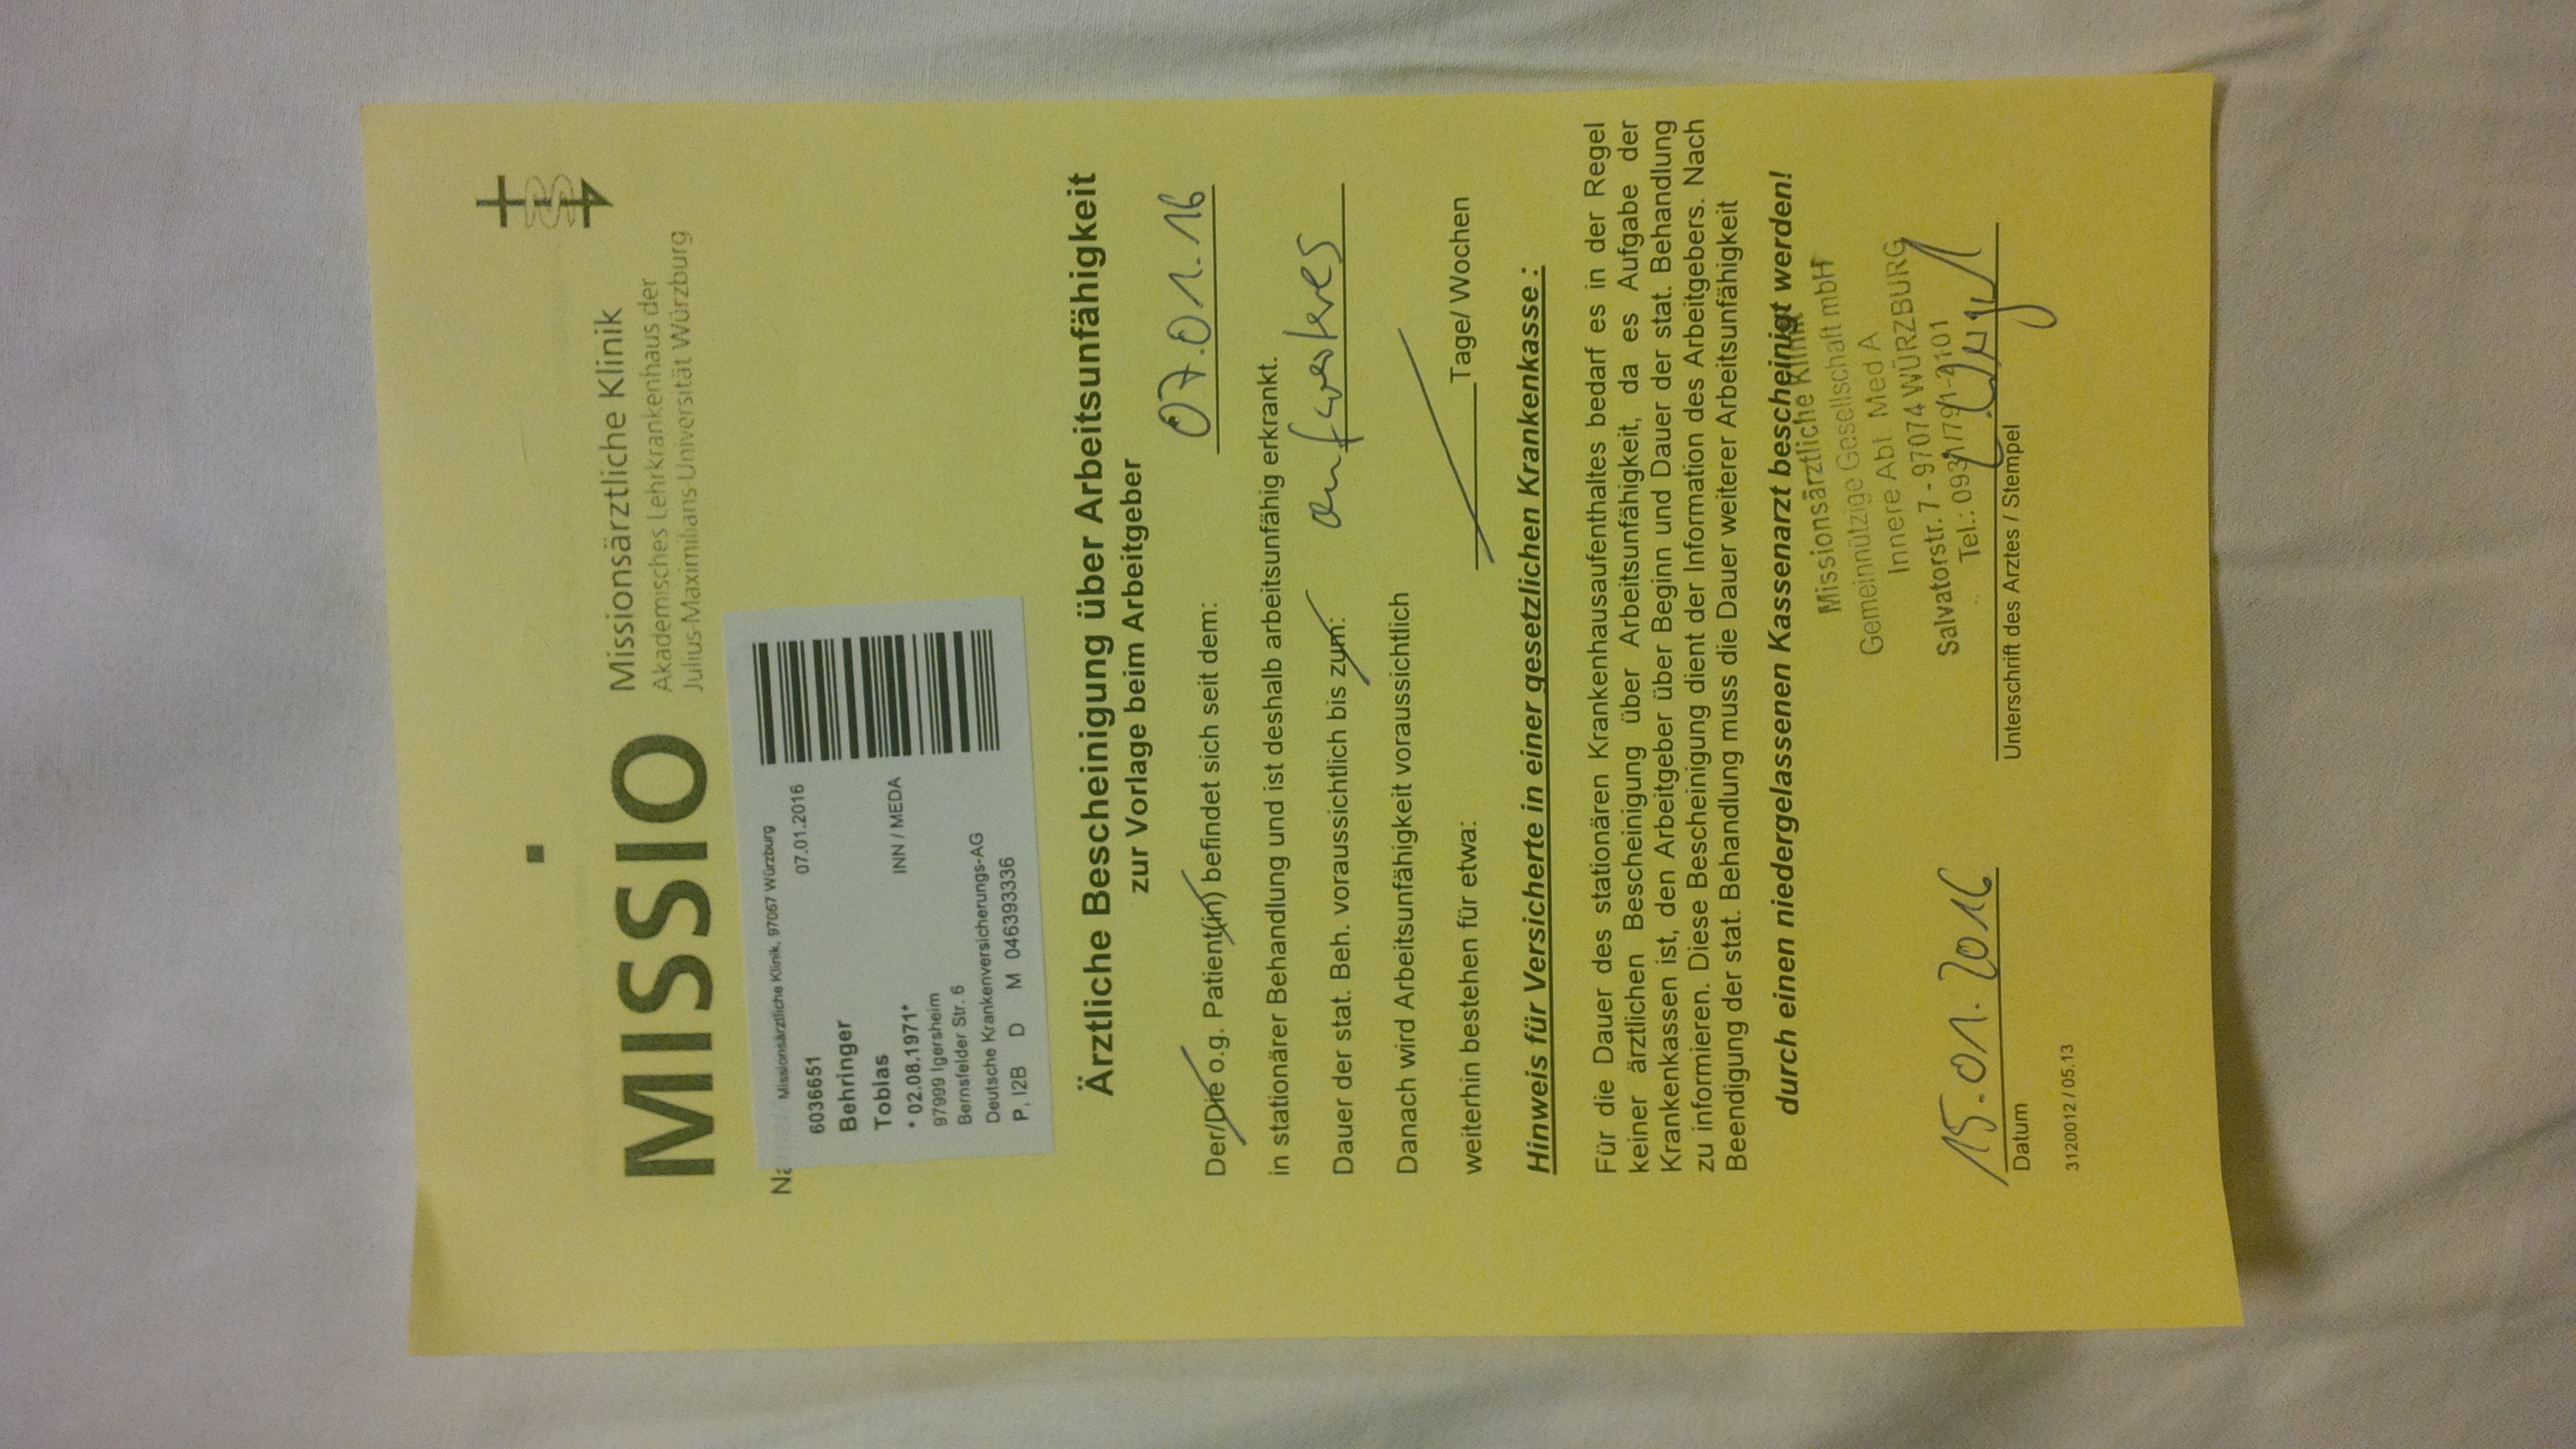 MISSIO
Missionsärztliche Klinik
Akademisches Lehrkrankenhaus der
Julius-Maximilians-Universität Würzburg
Na
Missionsärztliche Klinik, 97067 Würzburg
6036651 07.01.2016
Behringer
Tobias
* 02.08.1971* INN / MEDA
97999 Igersheim
Bernsfelder Str. 6
Deutsche Krankenversicherungs-AG
P, I2B D M 046393336
Ärztliche Bescheinigung über Arbeitsunfähigkeit
zur Vorlage beim Arbeitgeber
Der/Die o.g. Patient(in) befindet sich seit dem: 07.01.16
in stationärer Behandlung und ist deshalb arbeitsunfähig erkrankt.
Dauer der stat. Beh. voraussichtlich bis zum: auf weiteres
Danach wird Arbeitsunfähigkeit voraussichtlich
weiterhin bestehen für etwa: Tage/ Wochen
Hinweis für Versicherte in einer gesetzlichen Krankenkasse :
Für die Dauer des stationären Krankenhausaufenthaltes bedarf es in der Regel
keiner ärztlichen Bescheinigung über Arbeitsunfähigkeit, da es Aufgabe der
Krankenkassen ist, den Arbeitgeber über Beginn und Dauer der stat. Behandlung
zu informieren. Diese Bescheinigung dient der Information des Arbeitgebers. Nach
Beendigung der stat. Behandlung muss die Dauer weiterer Arbeitsunfähigkeit
durch einen niedergelassenen Kassenarzt bescheinigt werden!
Missionsärztliche Klinik
Gemeinnützige Gesellschaft mbH
Innere Abt. Med A
Salvatorstr. 7 - 97074 WÜRZBURG
Tel.: 0931/791-2101
15.01.2016
Datum Unterschrift des Arztes / Stempel
3120012 / 05.13